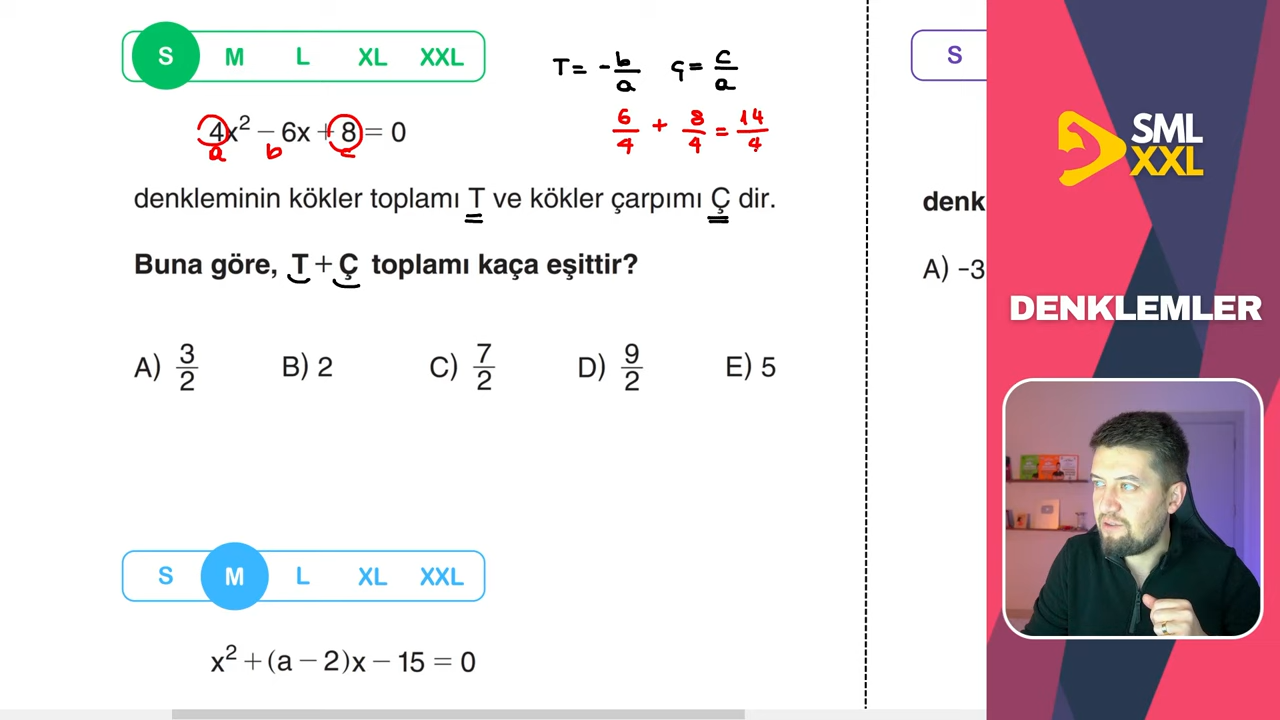 S M L XL XXL
T = -b/a Ç = c/a
4x² − 6x + 8 = 0
a b c
6/4 + 8/4 = 14/4
denkleminin kökler toplamı T ve kökler çarpımı Ç dir.
Buna göre, T + Ç toplamı kaça eşittir?
A) 3/2 B) 2 C) 7/2 D) 9/2 E) 5
S M L XL XXL
x² + (a − 2)x − 15 = 0
S
denk
A) -3
SML
XXL
DENKLEMLER